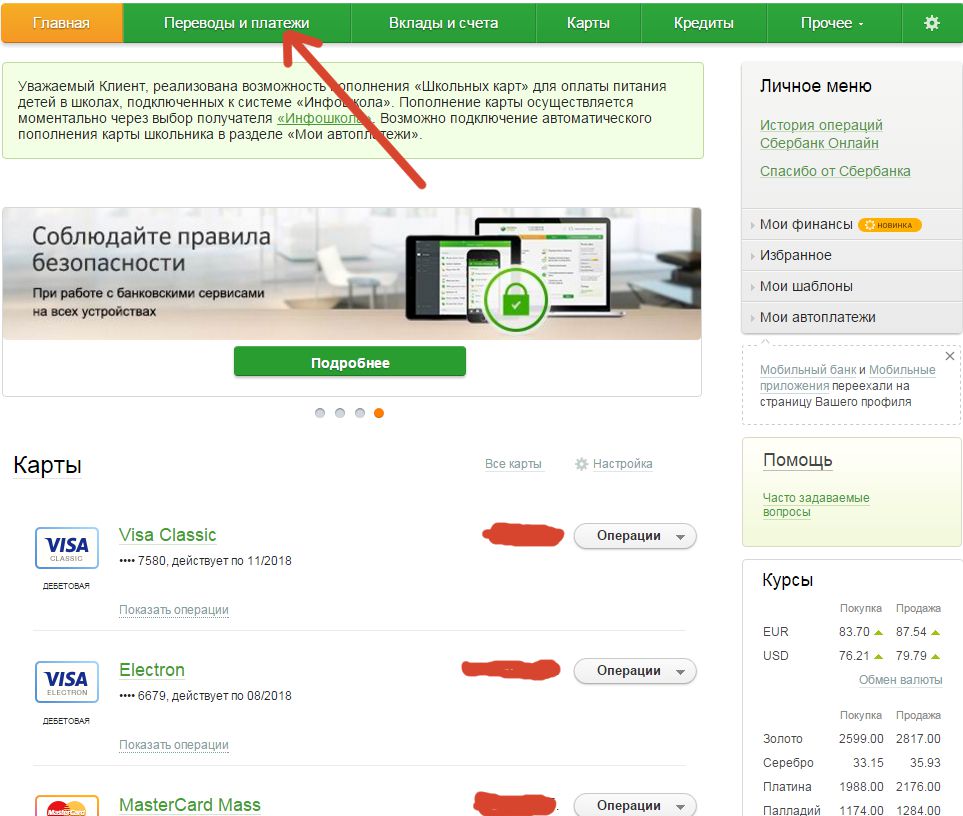 Главная
Переводы и платежи
Вклады и счета
Карты
Кредиты
Прочее
Уважаемый Клиент, реализована возможность пополнения «Школьных карт» для оплаты питания
детей в школах, подключенных к системе «Инфошкола». Пополнение карты осуществляется
моментально через выбор получателя «Инфошкола». Возможно подключение автоматического
пополнения карты школьника в разделе «Мои автоплатежи».
Соблюдайте правила
безопасности
При работе с банковскими сервисами
на всех устройствах
Подробнее
Карты
Все карты
Настройка
VISA
CLASSIC
ДЕБЕТОВАЯ
Visa Classic
•••• 7580, действует по 11/2018
Показать операции
Операции
VISA
ELECTRON
ДЕБЕТОВАЯ
Electron
•••• 6679, действует по 08/2018
Показать операции
Операции
MasterCard
MasterCard Mass
Операции
Личное меню
История операций
Сбербанк Онлайн
Спасибо от Сбербанка
Мои финансы
НОВИНКА
Избранное
Мои шаблоны
Мои автоплатежи
Мобильный банк и Мобильные
приложения переехали на
страницу Вашего профиля
Помощь
Часто задаваемые
вопросы
Курсы
Покупка Продажа
EUR 83.70 87.54
USD 76.21 79.79
Обмен валюты
Покупка Продажа
Золото 2599.00 2817.00
Серебро 33.15 35.93
Платина 1988.00 2176.00
Палладий 1174.00 1284.00